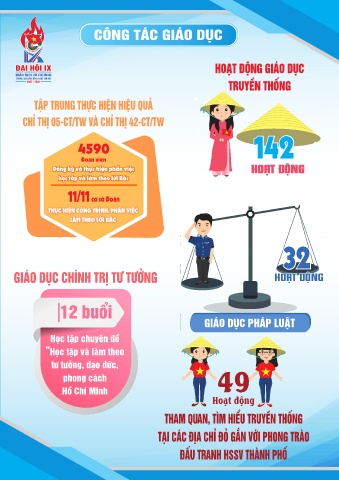 ĐẠI HỘI IX
CÔNG TÁC GIÁO DỤC
TẬP TRUNG THỰC HIỆN HIỆU QUẢ
CHỈ THỊ 05-CT/TW VÀ CHỈ THỊ 42-CT/TW
4590
Đoàn viên
Đăng ký và thực hiện phần việc
học tập và làm theo lời Bác
11/11 cơ sở Đoàn
THỰC HIỆN CÔNG TRÌNH, PHẦN VIỆC
LÀM THEO LỜI BÁC
HOẠT ĐỘNG GIÁO DỤC
TRUYỀN THỐNG
142
HOẠT ĐỘNG
32
HOẠT ĐỘNG
GIÁO DỤC PHÁP LUẬT
GIÁO DỤC CHÍNH TRỊ TƯ TƯỞNG
12 buổi
Học tập chuyên đề
"Học tập và làm theo
tư tưởng, đạo đức,
phong cách
Hồ Chí Minh
49
Hoạt động
THAM QUAN, TÌM HIỂU TRUYỀN THỐNG
TẠI CÁC ĐỊA CHỈ ĐỎ GẮN VỚI PHONG TRÀO
ĐẤU TRANH HSSV THÀNH PHỐ